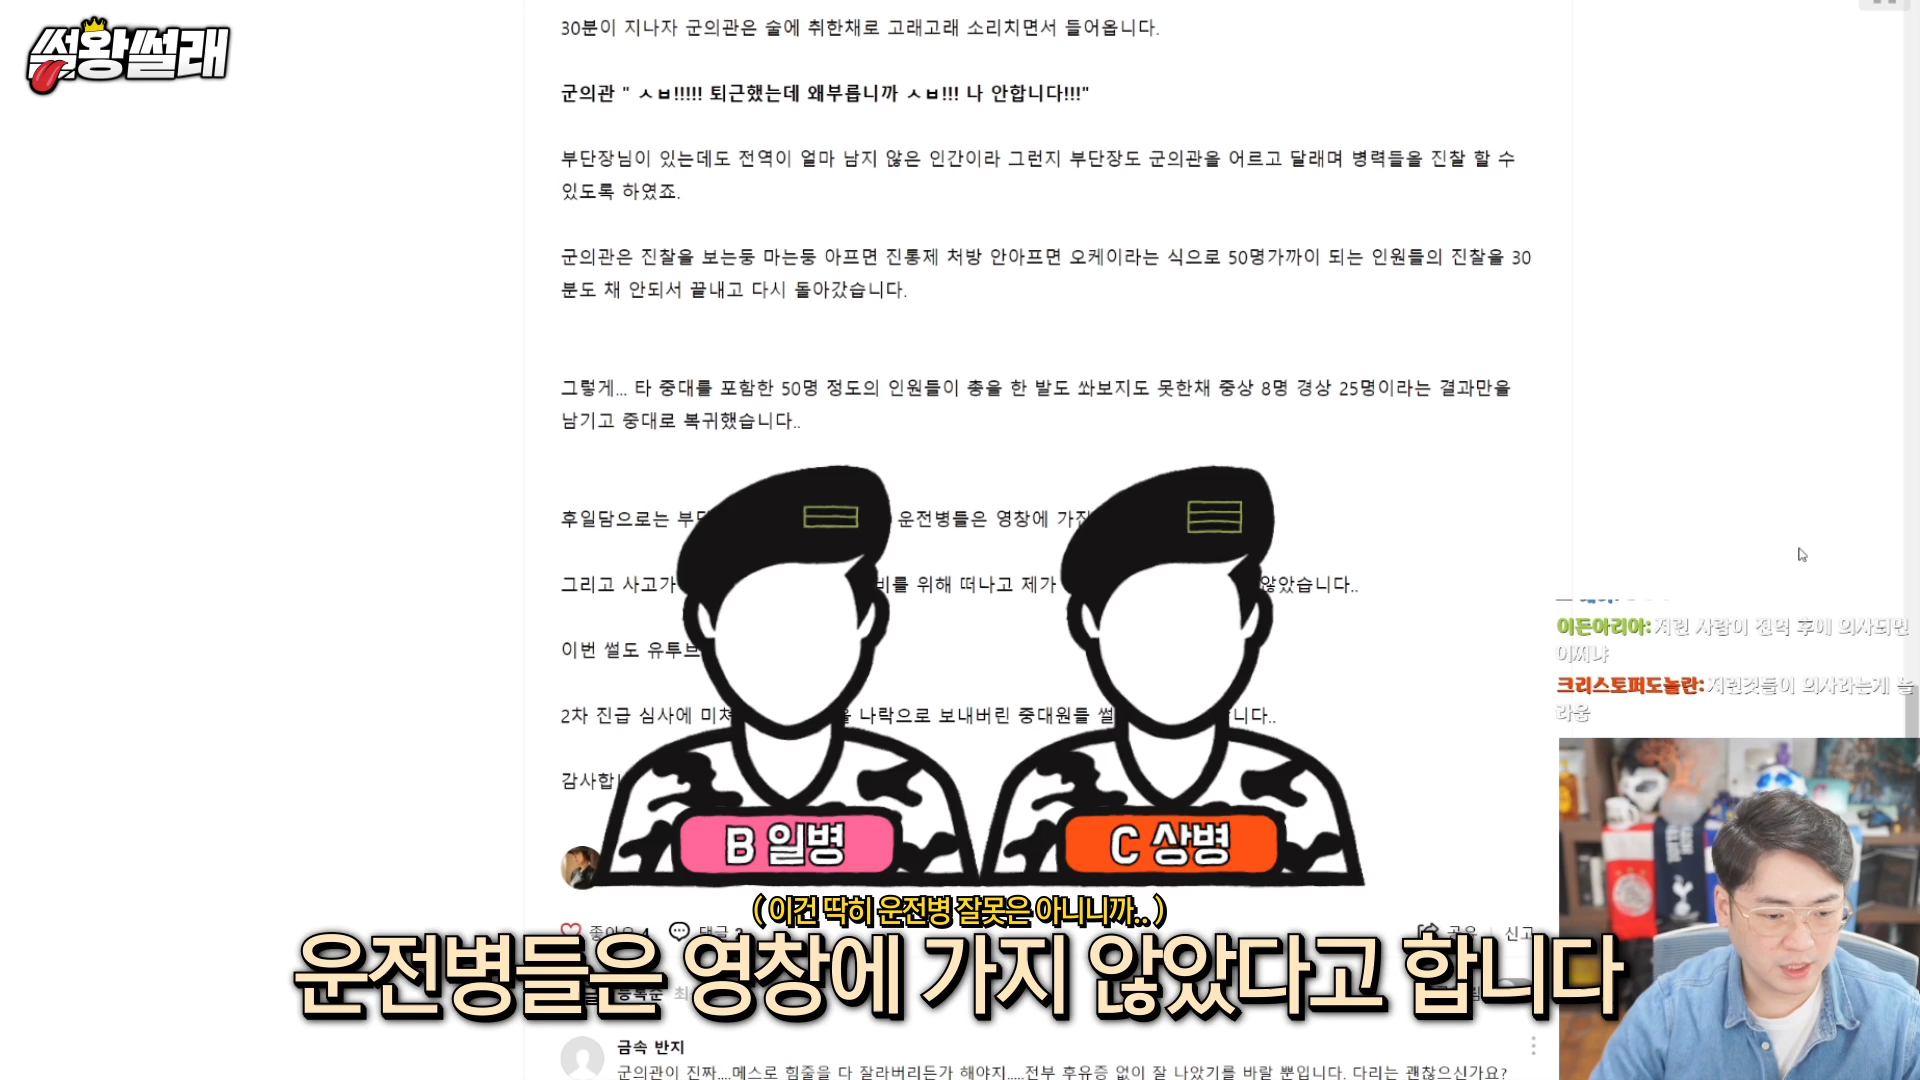 썰왕썰래
30분이 지나자 군의관은 술에 취한채로 고래고래 소리치면서 들어옵니다.
군의관 " ㅅㅂ!!!!! 퇴근했는데 왜부릅니까 ㅅㅂ!!! 나 안합니다!!!"
부단장님이 있는데도 전역이 얼마 남지 않은 인간이라 그런지 부단장도 군의관을 어르고 달래며 병력들을 진찰 할 수
있도록 하였죠.
군의관은 진찰을 보는둥 마는둥 아프면 진통제 처방 안아프면 오케이라는 식으로 50명가까이 되는 인원들의 진찰을 30
분도 채 안되서 끝내고 다시 돌아갔습니다.
그렇게... 타 중대를 포함한 50명 정도의 인원들이 총을 한 발도 쏴보지도 못한채 중상 8명 경상 25명이라는 결과만을
남기고 중대로 복귀했습니다..
후일담으로는 부 운전병들은 영창에 가
그리고 사고가 를 위해 떠나고 제가 않았습니다..
이번 썰도 유투브
2차 진급 심사에 미 나락으로 보내버린 중대원들 썰 니다..
감사합
이든아리아: 저런 사람이 전역 후에 의사되면
어찌냐
크리스토퍼도놀란: 저런것들이 의사라는게 놀
라움
B 일병
C 상병
( 이건 딱히 운전병 잘못은 아니니까.. )
좋아요 4 댓글 2
공유 신고
운전병들은 영창에 가지 않았다고 합니다
등록순
금속 반지
군의관이 진짜....메스로 힘줄을 다 잘라버리든가 해야지.....전부 후유증 없이 잘 나았기를 바랄 뿐입니다. 다리는 괜찮으신가요?